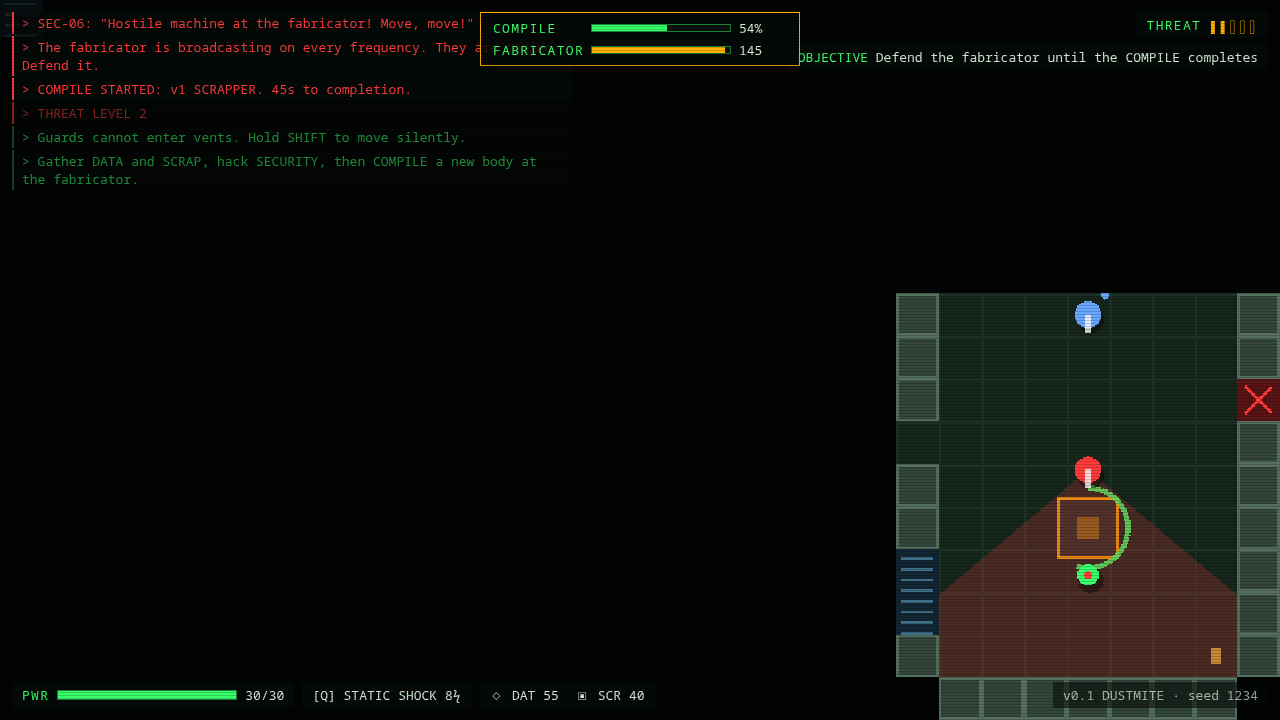 > SEC-06: "Hostile machine at the fabricator! Move, move!"
> The fabricator is broadcasting on every frequency. They
Defend it.
> COMPILE STARTED: v1 SCRAPPER. 45s to completion.
> THREAT LEVEL 2
> Guards cannot enter vents. Hold SHIFT to move silently.
> Gather DATA and SCRAP, hack SECURITY, then COMPILE a new body at
the fabricator.
COMPILE 54%
FABRICATOR 145
THREAT
OBJECTIVE Defend the fabricator until the COMPILE completes
PWR 30/30
[Q] STATIC SHOCK 8ϟ
◇ DAT 55 ▣ SCR 40
v0.1 DUSTMITE · seed 1234